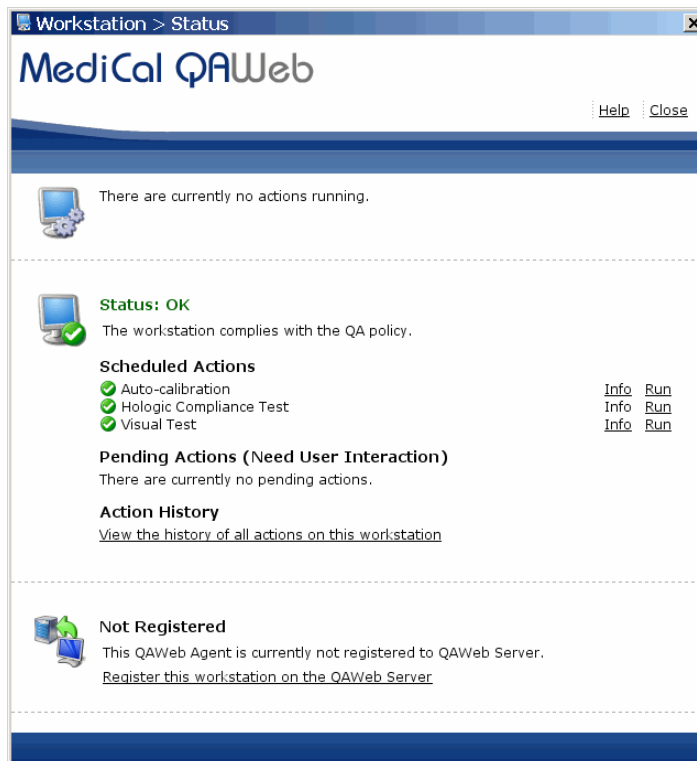 Workstation > Status
MediCal QAWeb
Help Close
There are currently no actions running.
Status: OK
The workstation complies with the QA policy.
Scheduled Actions
Auto-calibration Info Run
Hologic Compliance Test Info Run
Visual Test Info Run
Pending Actions (Need User Interaction)
There are currently no pending actions.
Action History
View the history of all actions on this workstation
Not Registered
This QAWeb Agent is currently not registered to QAWeb Server.
Register this workstation on the QAWeb Server